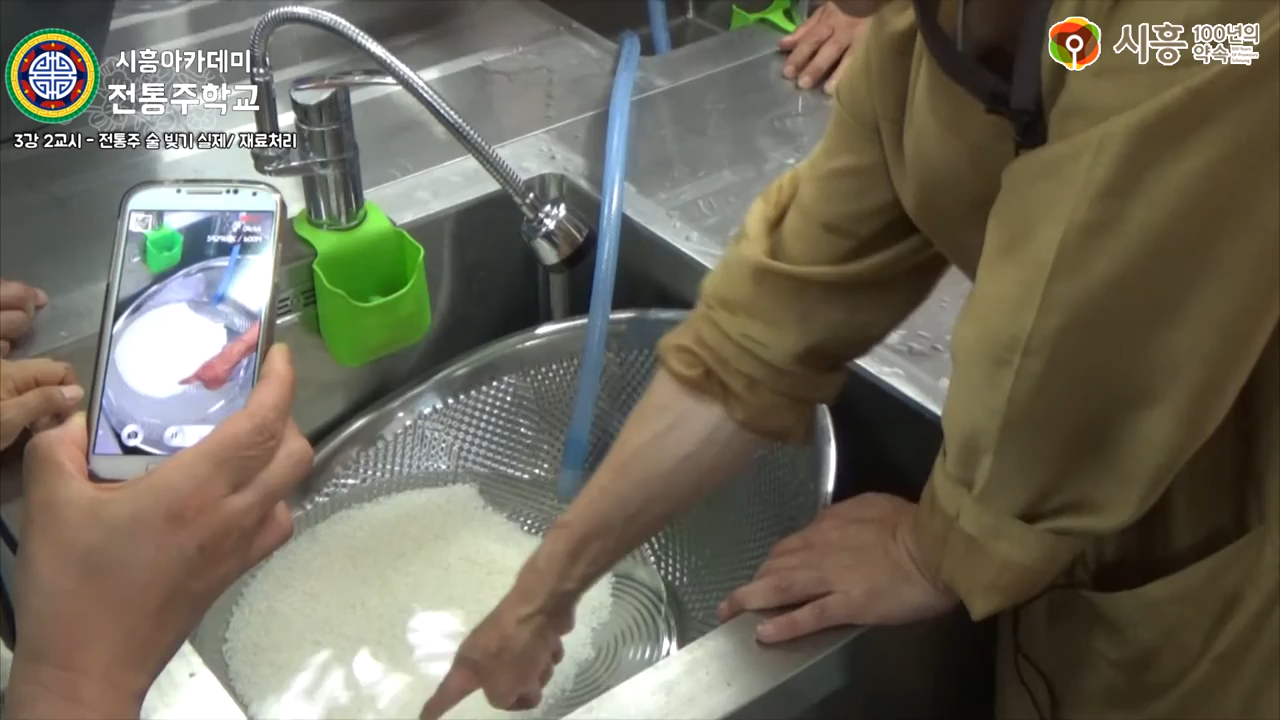 시흥아카데미
전통주학교
3강 2교시 - 전통주 술 빚기 실제/ 재료처리
시흥 100년의
약속